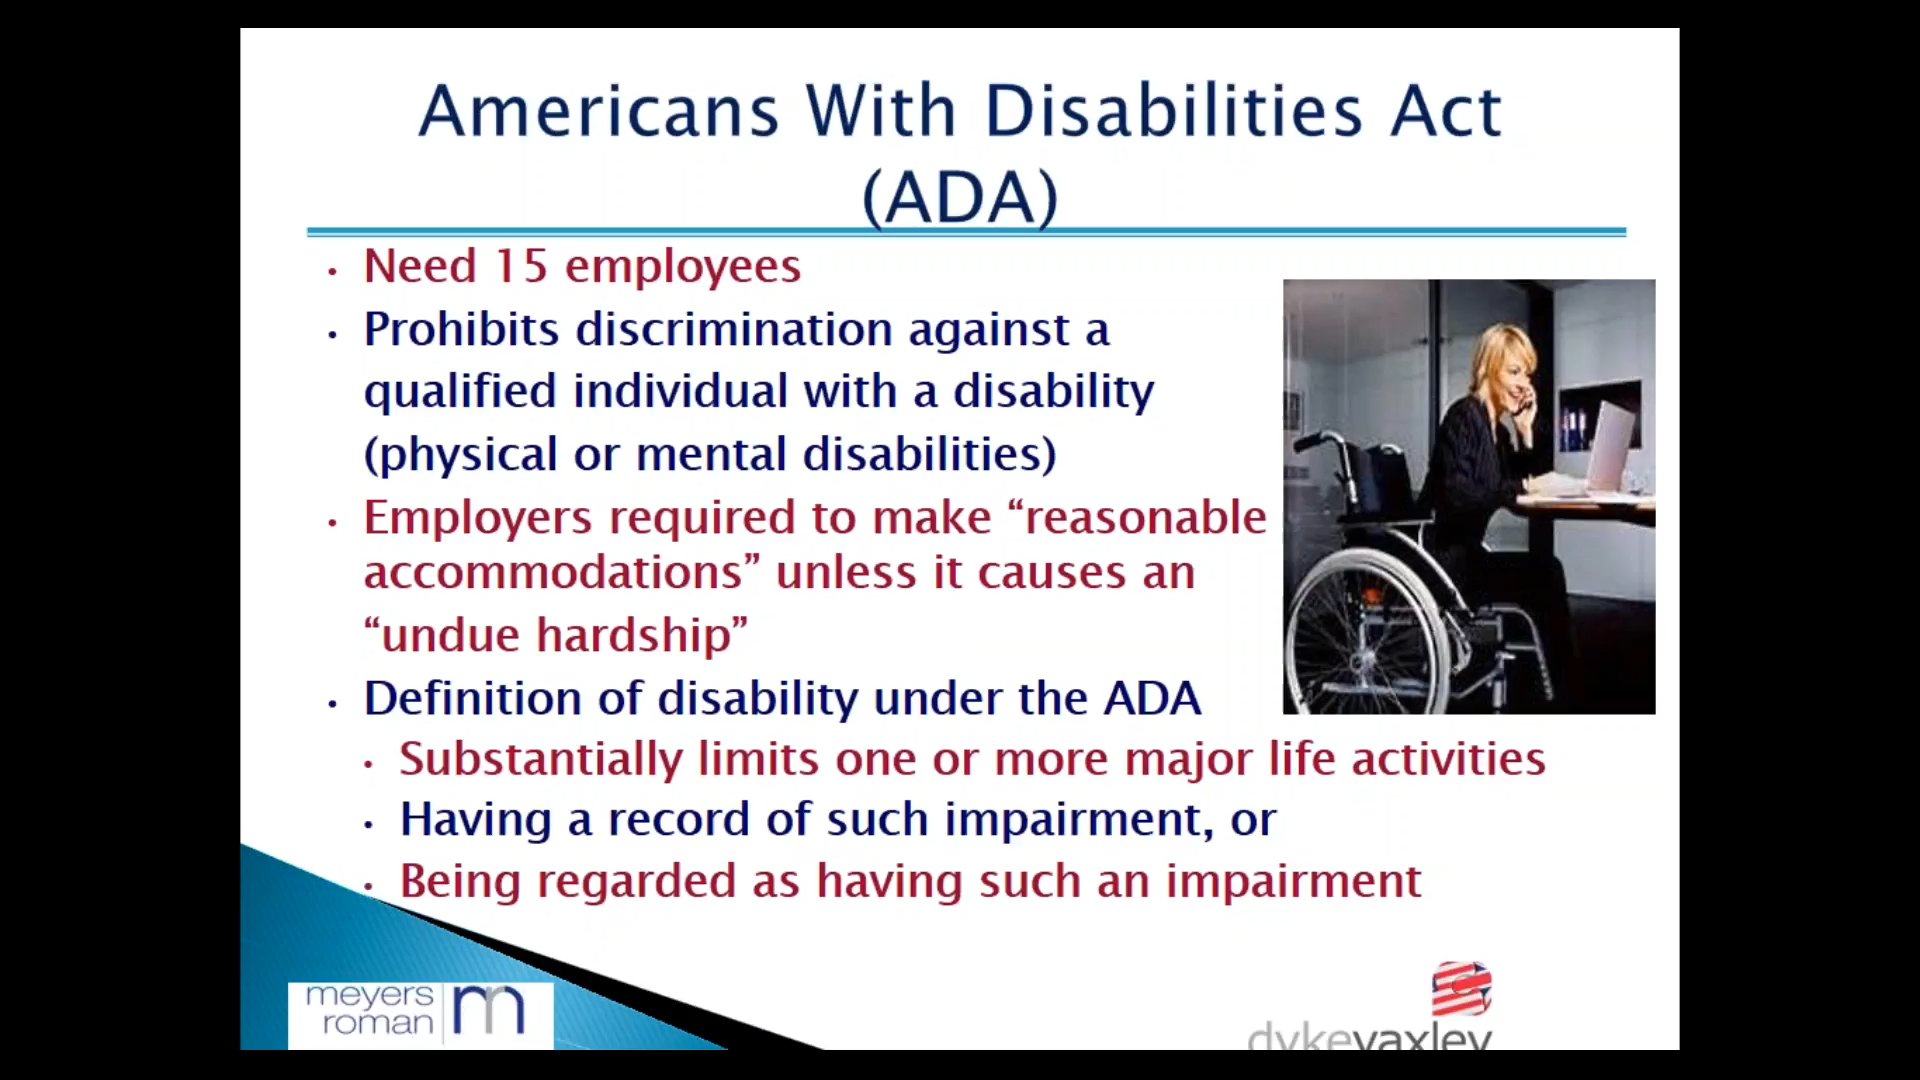 Americans With Disabilities Act
(ADA)
• Need 15 employees
• Prohibits discrimination against a
qualified individual with a disability
(physical or mental disabilities)
• Employers required to make “reasonable
accommodations” unless it causes an
“undue hardship”
• Definition of disability under the ADA
• Substantially limits one or more major life activities
• Having a record of such impairment, or
• Being regarded as having such an impairment
meyers
roman
m
dykeyaxley